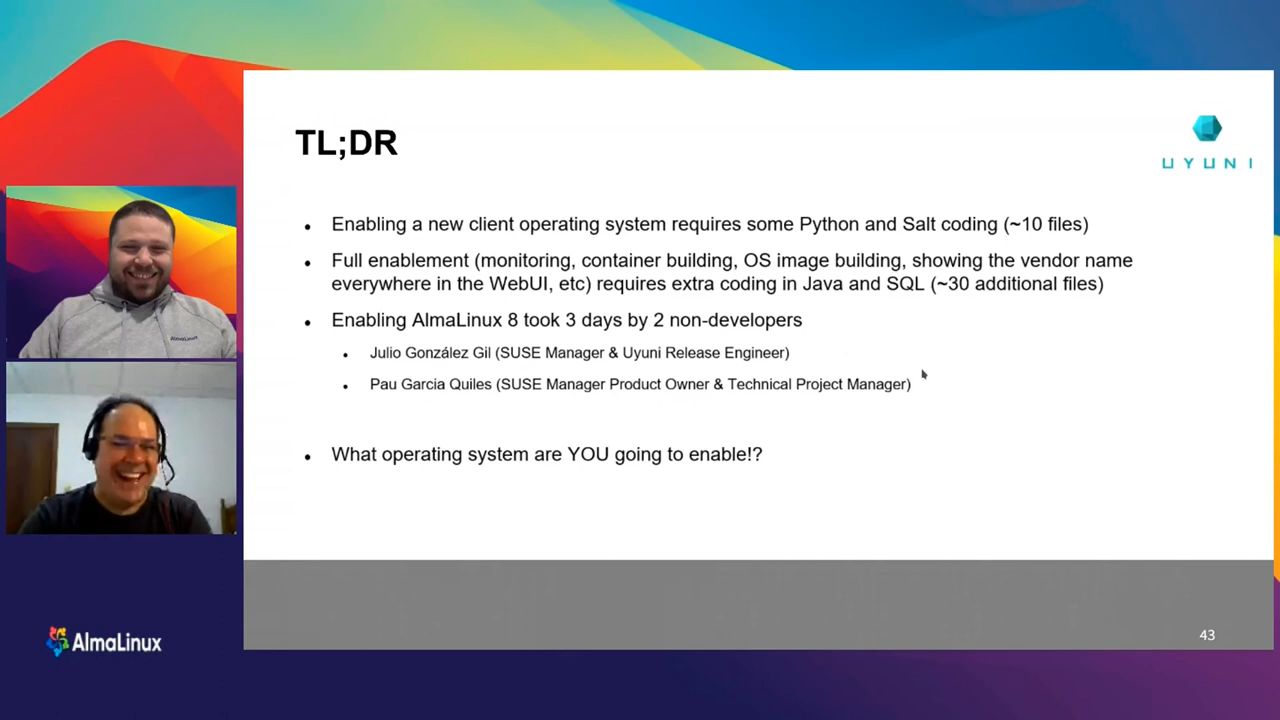 TL;DR
UYUNI
• Enabling a new client operating system requires some Python and Salt coding (~10 files)
• Full enablement (monitoring, container building, OS image building, showing the vendor name
everywhere in the WebUI, etc) requires extra coding in Java and SQL (~30 additional files)
• Enabling AlmaLinux 8 took 3 days by 2 non-developers
• Julio González Gil (SUSE Manager & Uyuni Release Engineer)
• Pau Garcia Quiles (SUSE Manager Product Owner & Technical Project Manager)
• What operating system are YOU going to enable!?
AlmaLinux
AlmaLinux
43